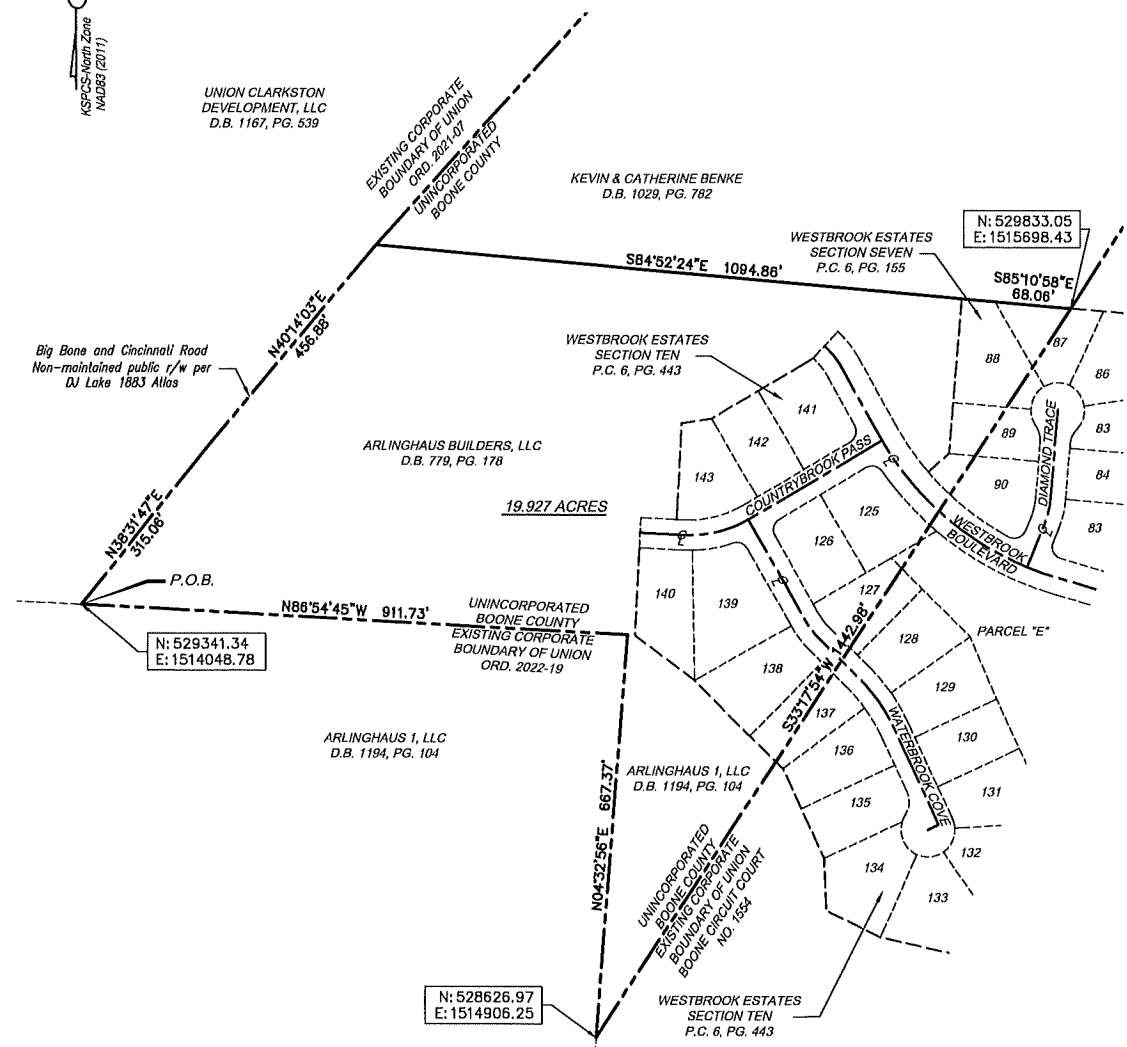 KSPCS-North Zone
NAD83 (2011)
UNION CLARKSTON
DEVELOPMENT, LLC
D.B. 1167, PG. 539
EXISTING CORPORATE
BOUNDARY OF UNION
ORD. 2021-07
UNINCORPORATED
BOONE COUNTY
KEVIN & CATHERINE BENKE
D.B. 1029, PG. 782
N: 529833.05
E: 1515698.43
WESTBROOK ESTATES
SECTION SEVEN
P.C. 6, PG. 155
S84°52'24"E 1094.86'
S85°10'58"E
68.06'
N40°14'03"E
456.88'
Big Bone and Cincinnati Road
Non-maintained public r/w per
DJ Lake 1883 Atlas
WESTBROOK ESTATES
SECTION TEN
P.C. 6, PG. 443
87
88
86
141
142
143
89
83
90
84
83
DIAMOND TRACE
ARLINGHAUS BUILDERS, LLC
D.B. 779, PG. 178
19.927 ACRES
COUNTRYBROOK PASS
125
126
WESTBROOK
BOULEVARD
N38°31'47"E
315.06'
P.O.B.
N86°54'45"W 911.73'
UNINCORPORATED
BOONE COUNTY
EXISTING CORPORATE
BOUNDARY OF UNION
ORD. 2022-19
N: 529341.34
E: 1514048.78
140
139
138
127
128
PARCEL "E"
129
130
131
132
133
134
135
136
137
S33°17'54"W 1442.98'
WATERBROOK COVE
ARLINGHAUS 1, LLC
D.B. 1194, PG. 104
N04°32'56"E 667.37'
ARLINGHAUS 1, LLC
D.B. 1194, PG. 104
UNINCORPORATED
BOONE COUNTY
EXISTING CORPORATE
BOUNDARY OF UNION
BOONE CIRCUIT COURT
NO. 1554
N: 528626.97
E: 1514906.25
WESTBROOK ESTATES
SECTION TEN
P.C. 6, PG. 443